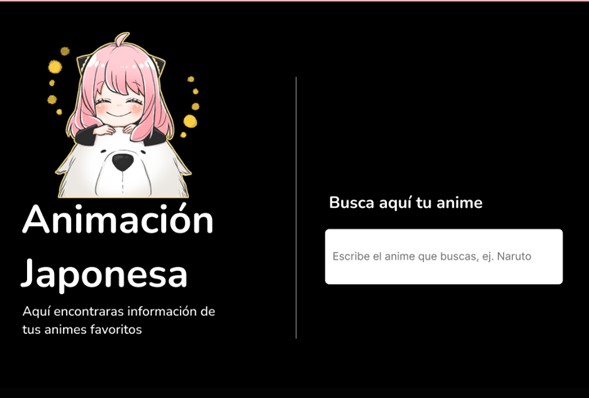 Animación
Japonesa
Aquí encontraras información de
tus animes favoritos
Busca aquí tu anime
Escribe el anime que buscas, ej. Naruto